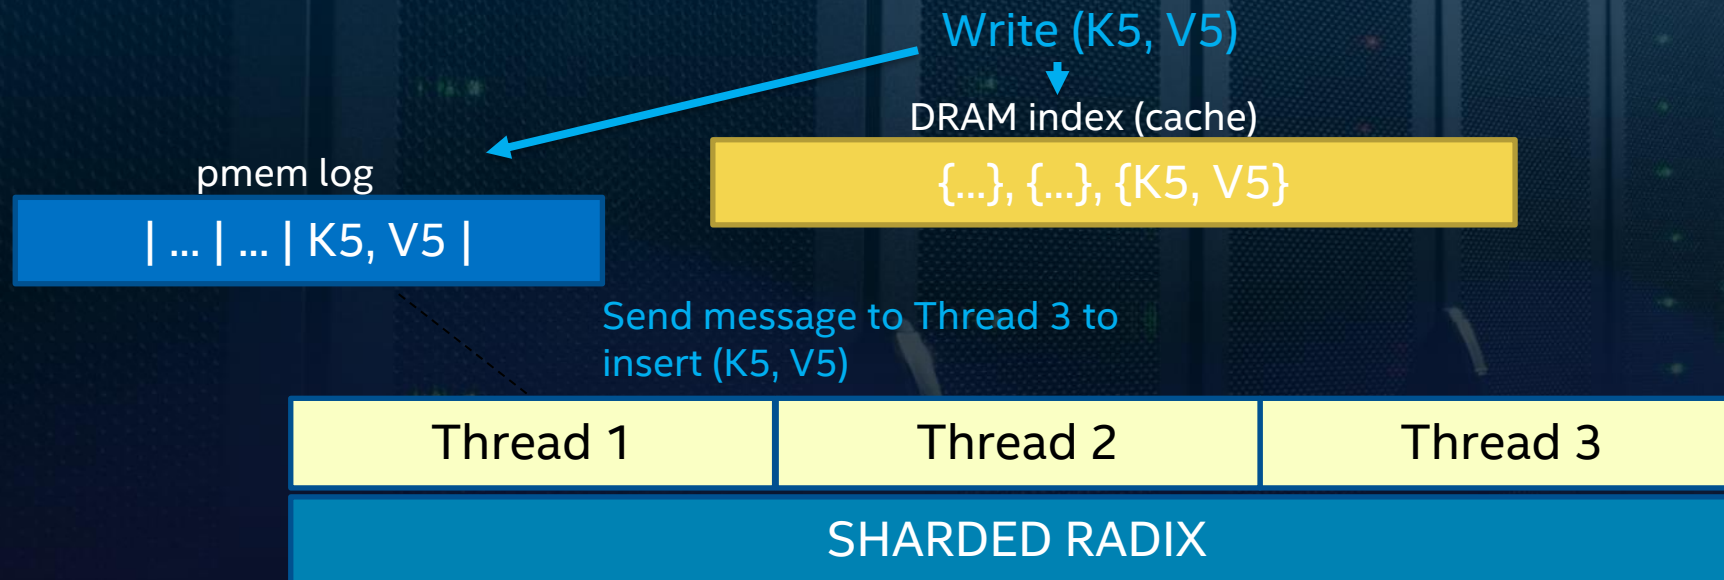 Write (K5, V5)
DRAM index (cache)
{...}, {...}, {K5, V5}
pmem log
| ... | ... | K5, V5 |
Send message to Thread 3 to
insert (K5, V5)
Thread 1
Thread 2
Thread 3
SHARDED RADIX